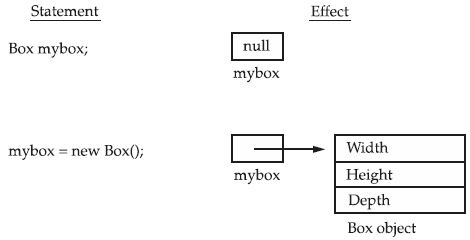 Statement Effect
Box mybox; null
mybox
mybox = new Box(); Width
mybox Height
Depth
Box object